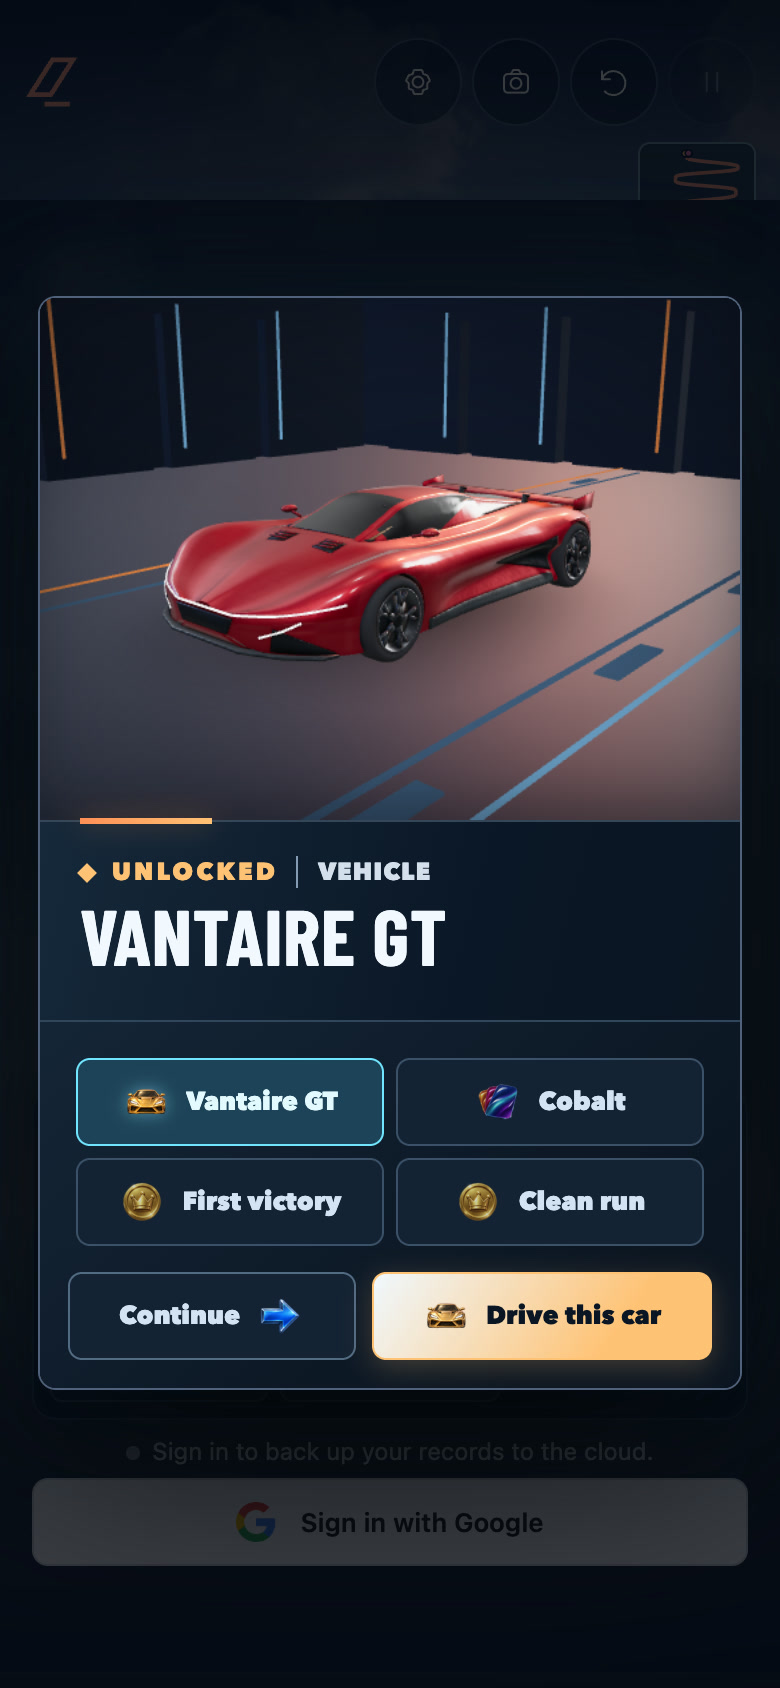 UNLOCKED | VEHICLE
VANTAIRE GT
Vantaire GT
Cobalt
First victory
Clean run
Continue
Drive this car
Sign in to back up your records to the cloud.
Sign in with Google